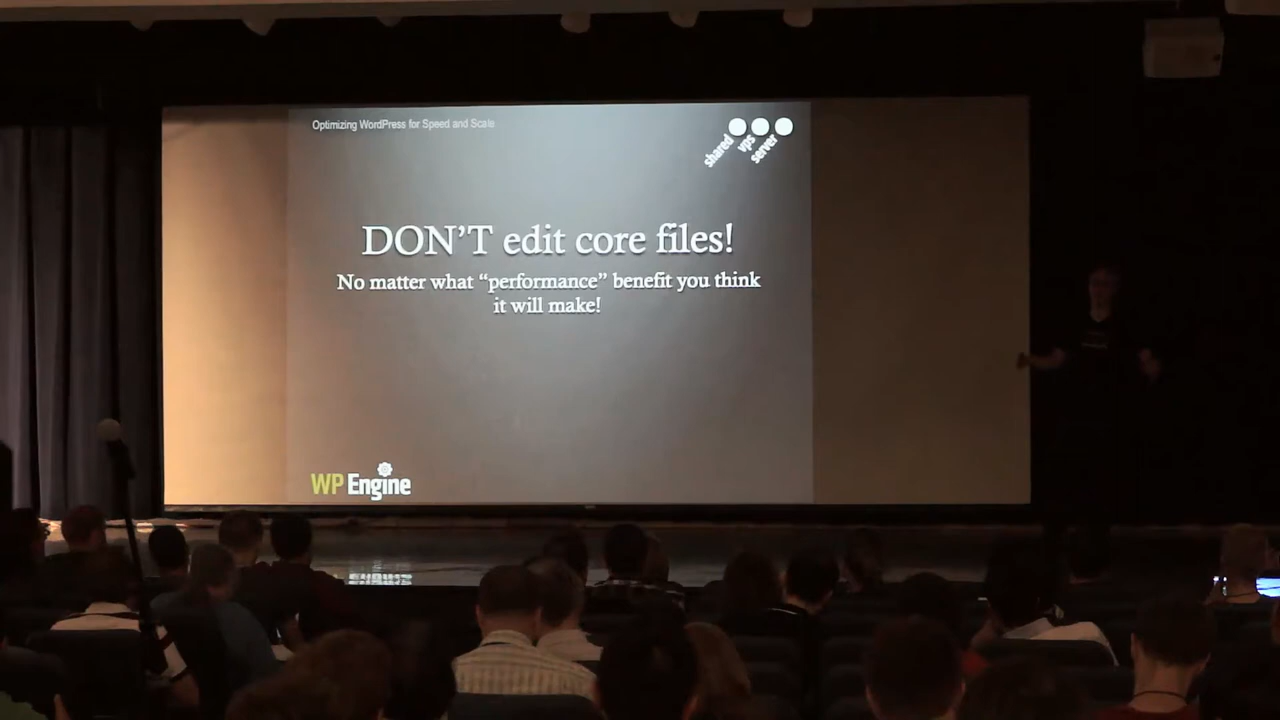 Optimizing WordPress for Speed and Scale
shared vps server
DON'T edit core files!
No matter what “performance” benefit you think
it will make!
WP Engine